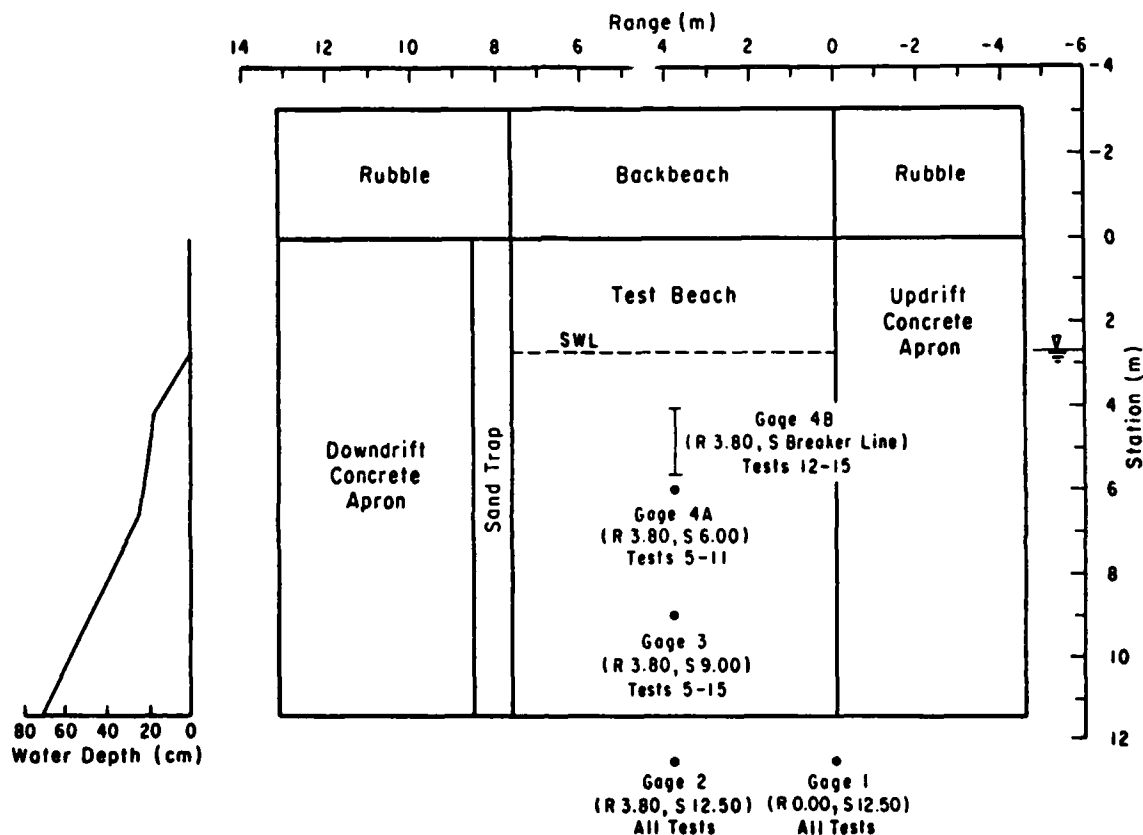 Range (m)
14 12 10 8 6 4 2 0 -2 -4 -6
-4
Rubble Backbeach Rubble
-2
0
Test Beach
Updrift
Concrete
Apron
2
SWL
4
Gage 4B
(R 3.80, S Breaker Line)
Tests 12-15
Station (m)
Downdrift
Concrete
Apron
Sand Trap
6
Gage 4A
(R 3.80, S 6.00)
Tests 5-11
8
Gage 3
(R 3.80, S 9.00)
Tests 5-15
10
12
80 60 40 20 0
Water Depth (cm)
Gage 2
(R 3.80, S 12.50)
All Tests
Gage 1
(R 0.00, S 12.50)
All Tests